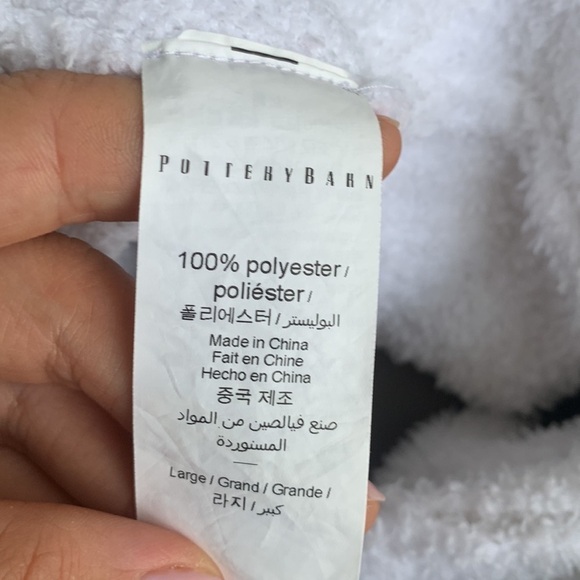 POTTERYBARN
100% polyester /
poliéster /
폴리에스터 / البوليستر
Made in China
Fait en Chine
Hecho en China
중국 제조
صنع فيالصين من المواد
المستوردة
Large / Grand / Grande /
라지 / كبير